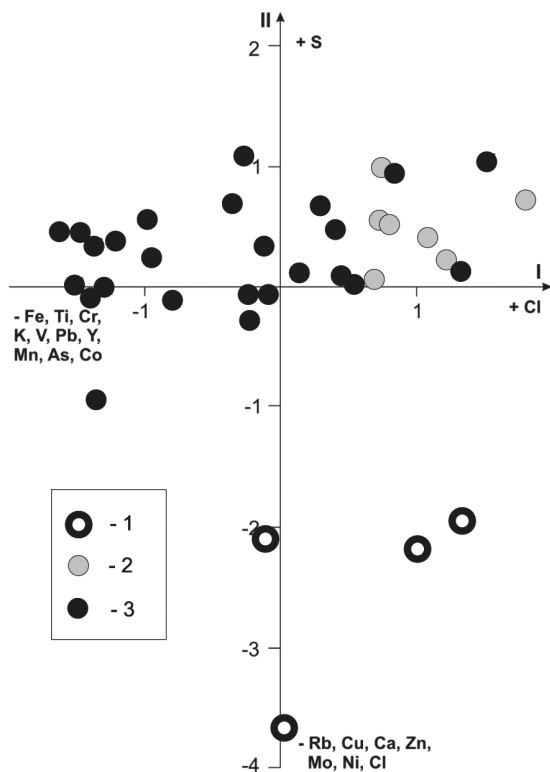 II
+ S
2
1
I
-1
1
+ Cl
- Fe, Ti, Cr,
K, V, Pb, Y,
Mn, As, Co
-1
- 1
-2
- 2
- 3
-3
- Rb, Cu, Ca, Zn,
Mo, Ni, Cl
-4